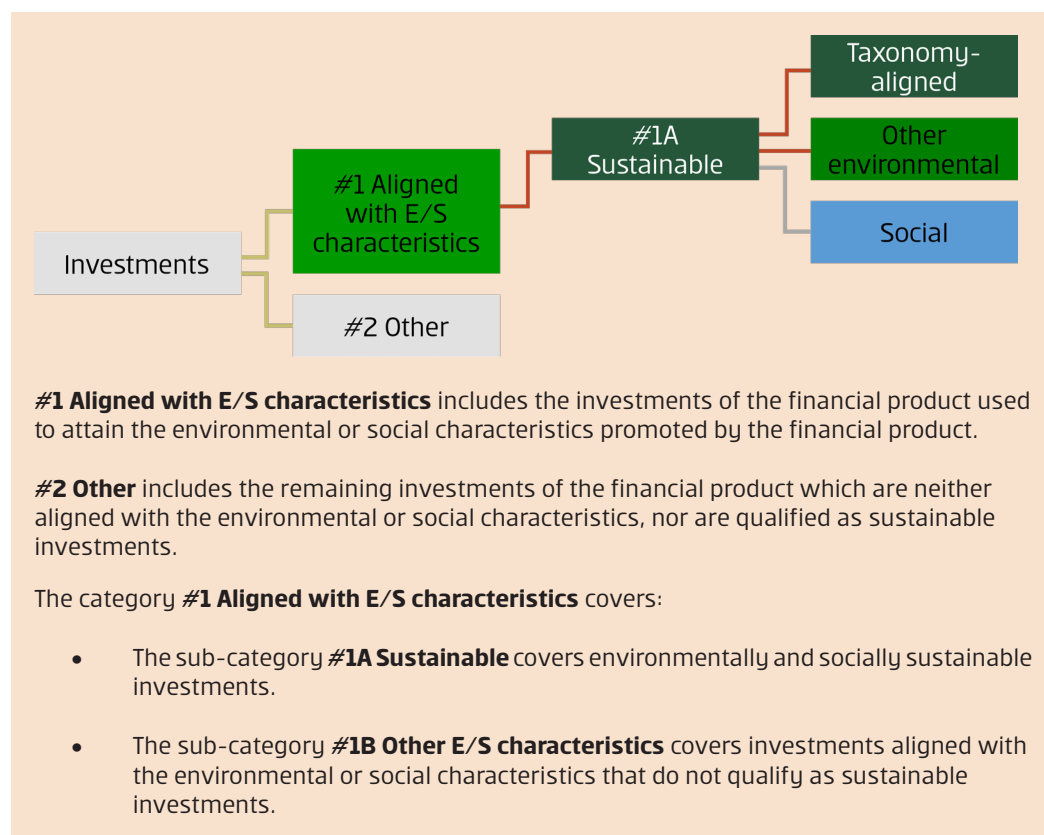 Taxonomy-
aligned
#1A
Sustainable
Other
environmental
#1 Aligned
with E/S
characteristics
Social
Investments
#2 Other
#1 Aligned with E/S characteristics includes the investments of the financial product used
to attain the environmental or social characteristics promoted by the financial product.
#2 Other includes the remaining investments of the financial product which are neither
aligned with the environmental or social characteristics, nor are qualified as sustainable
investments.
The category #1 Aligned with E/S characteristics covers:
• The sub-category #1A Sustainable covers environmentally and socially sustainable
investments.
• The sub-category #1B Other E/S characteristics covers investments aligned with
the environmental or social characteristics that do not qualify as sustainable
investments.